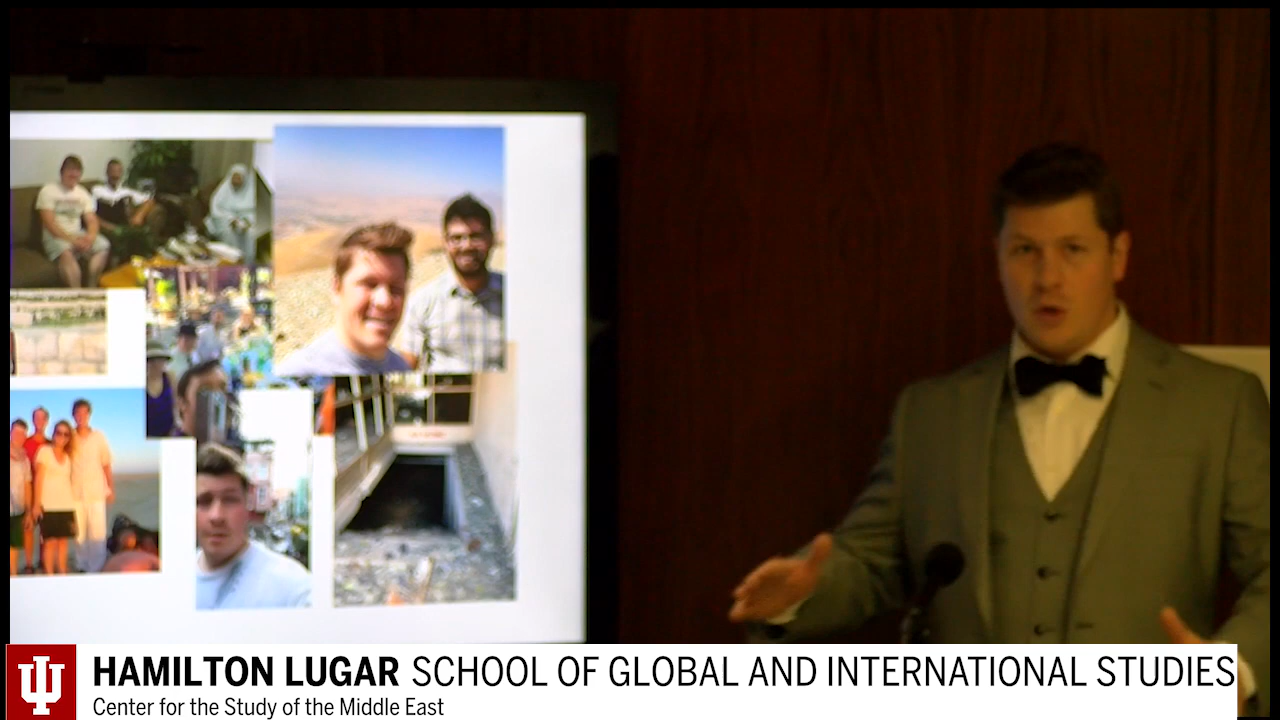 HAMILTON LUGAR SCHOOL OF GLOBAL AND INTERNATIONAL STUDIES
Center for the Study of the Middle East